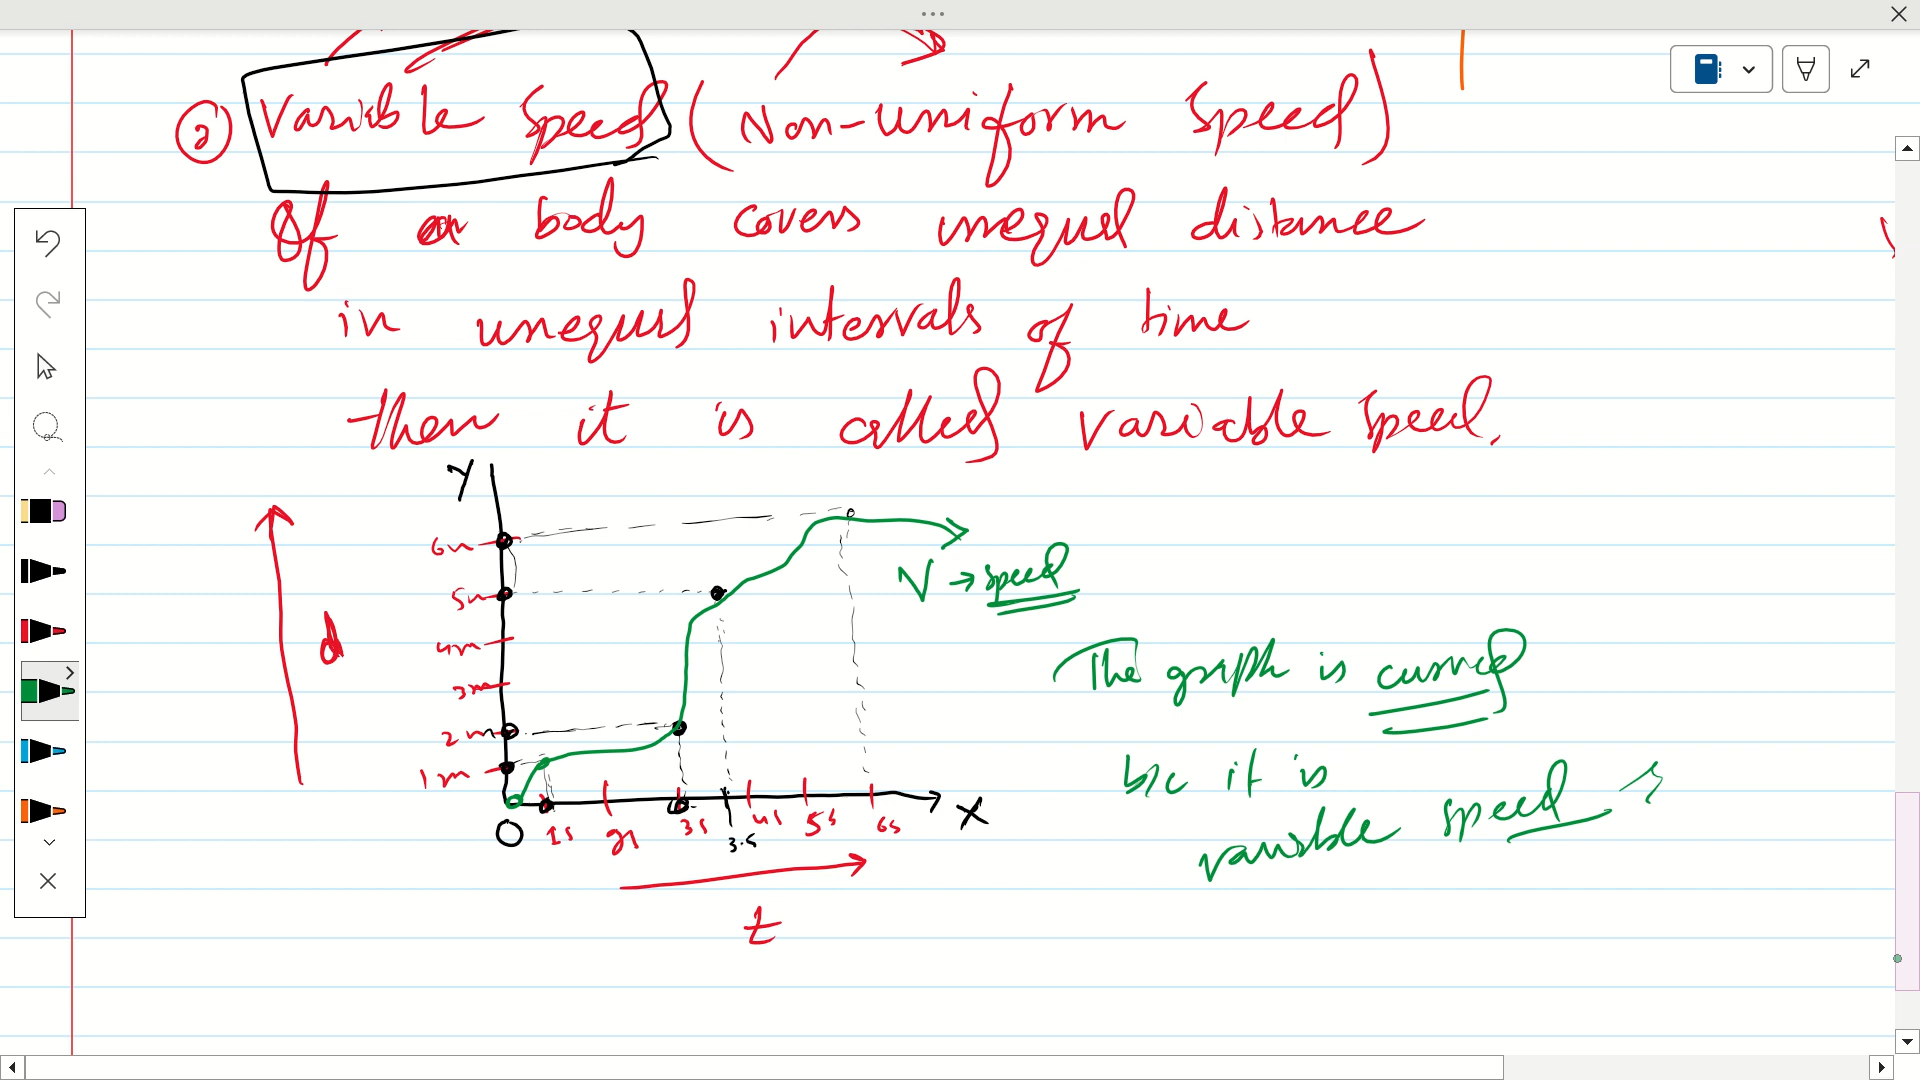 ② Variable Speed (Non-uniform Speed)
If a body covers unequal distance
in unequal intervals of time
then it is called variable speed.
Y
6m
5m
4m
3m
2m
1m
d
O
1s 2s 3s 3.5 4s 5s 6s
X
t
V → speed
The graph is curved
b/c it is
variable speed